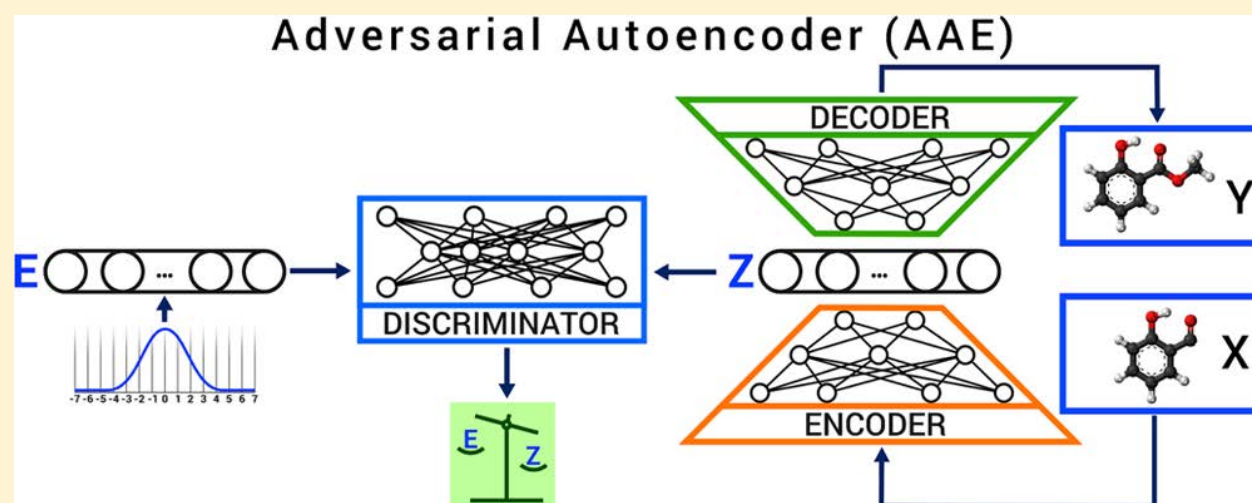 Adversarial Autoencoder (AAE)
DECODER
Y
E
...
Z
...
DISCRIMINATOR
X
-7 -6 -5 -4 -3 -2 -1 0 1 2 3 4 5 6 7
ENCODER
E
Z